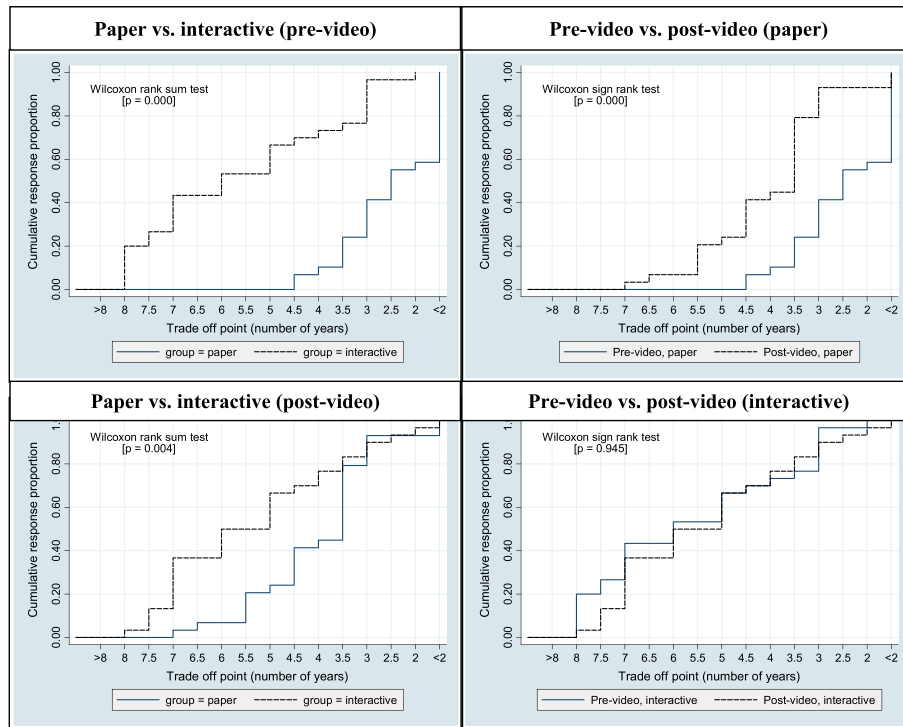 Paper vs. interactive (pre-video)
Wilcoxon rank sum test
[p = 0.000]
Cumulative response proportion
1.00
0.80
0.60
0.40
0.20
0.00
>8 8 7.5 7 6.5 6 5.5 5 4.5 4 3.5 3 2.5 2 <2
Trade off point (number of years)
group = paper group = interactive
Pre-video vs. post-video (paper)
Wilcoxon sign rank test
[p = 0.000]
Cumulative response proportion
1.00
0.80
0.60
0.40
0.20
0.00
>8 8 7.5 7 6.5 6 5.5 5 4.5 4 3.5 3 2.5 2 <2
Trade off point (number of years)
Pre-video, paper Post-video, paper
Paper vs. interactive (post-video)
Wilcoxon rank sum test
[p = 0.004]
Cumulative response proportion
0.80
0.60
0.40
0.20
0.00
>8 8 7.5 7 6.5 6 5.5 5 4.5 4 3.5 3 2.5 2 <2
Trade off point (number of years)
group = paper group = interactive
Pre-video vs. post-video (interactive)
Wilcoxon sign rank test
[p = 0.945]
Cumulative response proportion
0.80
0.60
0.40
0.20
0.00
>8 8 7.5 7 6.5 6 5.5 5 4.5 4 3.5 3 2.5 2 <2
Trade off point (number of years)
Pre-video, interactive Post-video, interactive